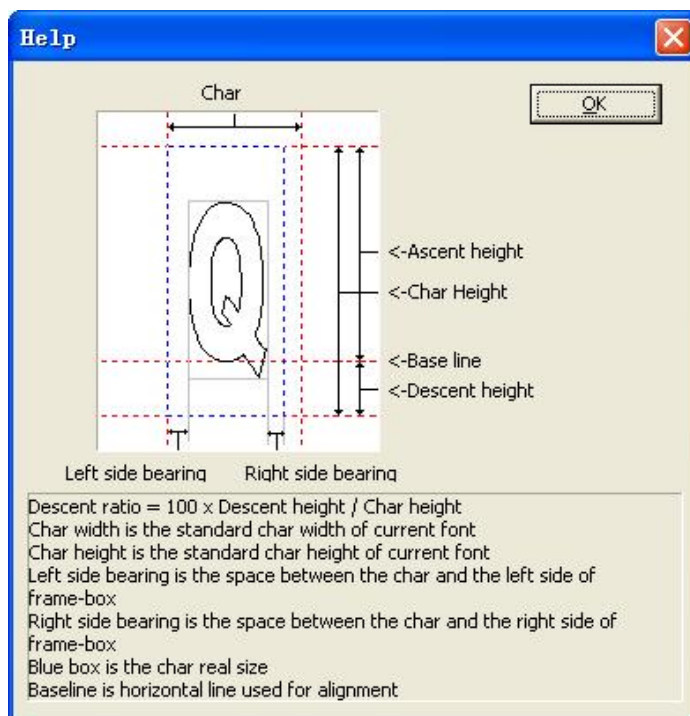 Help
Char
OK
<-Ascent height
<-Char Height
<-Base line
<-Descent height
Left side bearing
Right side bearing
Descent ratio = 100 x Descent height / Char height
Char width is the standard char width of current font
Char height is the standard char height of current font
Left side bearing is the space between the char and the left side of
frame-box
Right side bearing is the space between the char and the right side of
frame-box
Blue box is the char real size
Baseline is horizontal line used for alignment